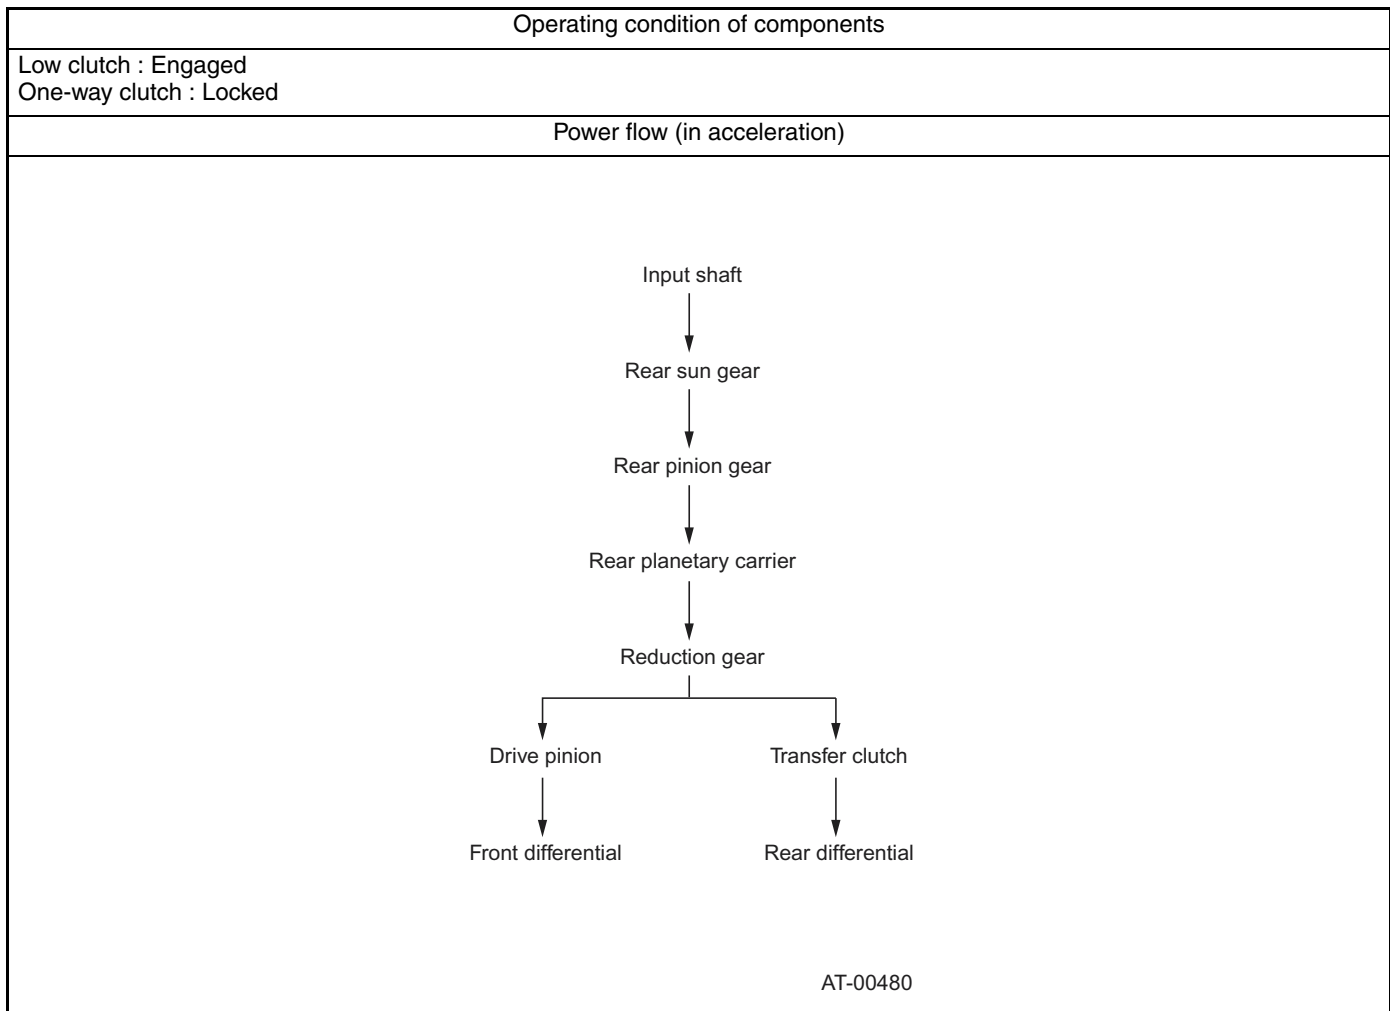 Operating condition of components
Low clutch : Engaged
One-way clutch : Locked
Power flow (in acceleration)
Input shaft
Rear sun gear
Rear pinion gear
Rear planetary carrier
Reduction gear
Drive pinion
Transfer clutch
Front differential
Rear differential
AT-00480